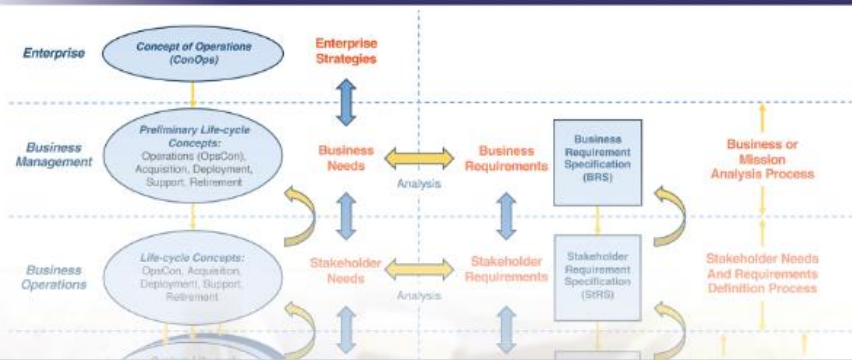 Enterprise
Concept of Operations
(ConOps)
Enterprise
Strategies
Business
Management
Preliminary Life-cycle
Concepts:
Operations (OpsCon),
Acquisition, Deployment,
Support, Retirement
Business
Needs
Analysis
Business
Requirements
Business
Requirement
Specification
(BRS)
Business or
Mission
Analysis Process
Business
Operations
Life-cycle Concepts:
OpsCon, Acquisition,
Deployment, Support,
Retirement
Stakeholder
Needs
Analysis
Stakeholder
Requirements
Stakeholder
Requirement
Specification
(StRS)
Stakeholder Needs
And Requirements
Definition Process